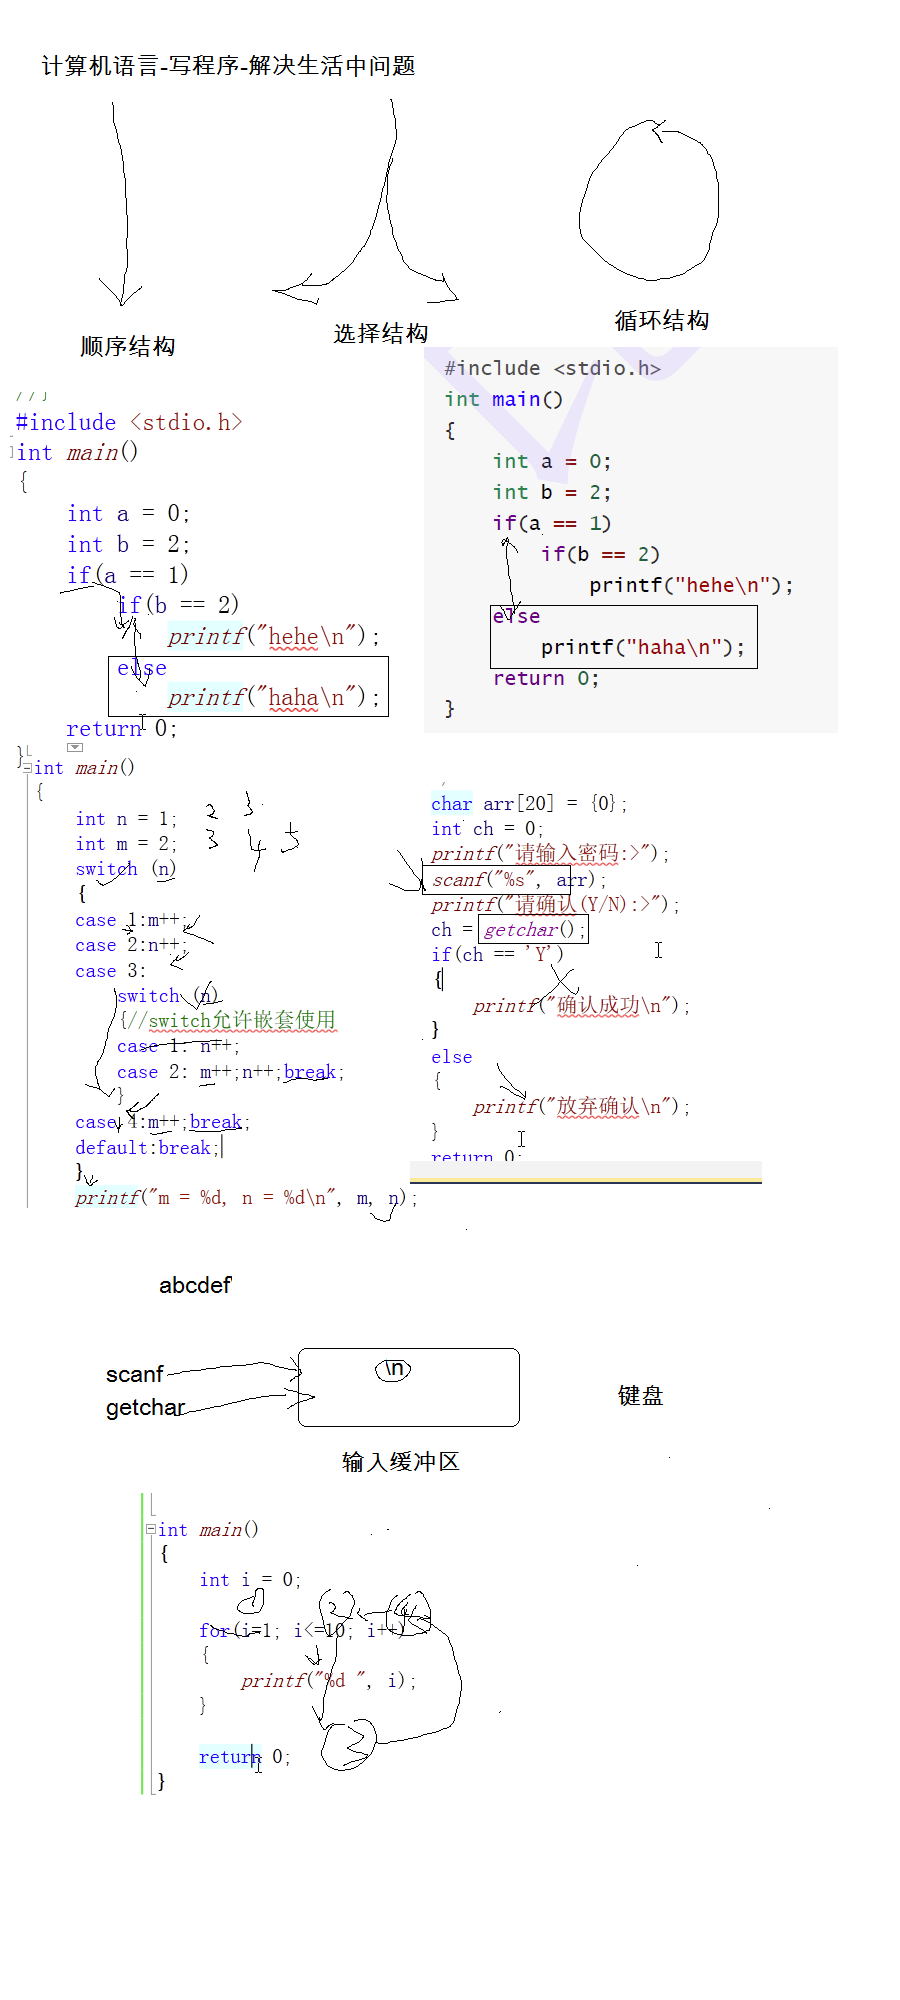 计算机语言-写程序-解决生活中问题
顺序结构
选择结构
循环结构
#include <stdio.h>
int main()
{
int a = 0;
int b = 2;
if(a == 1)
if(b == 2)
printf("hehe\n");
else
printf("haha\n");
return 0;
}
#include <stdio.h>
int main()
{
int a = 0;
int b = 2;
if(a == 1)
if(b == 2)
printf("hehe\n");
else
printf("haha\n");
return 0;
}
int main()
{
int n = 1; 2 3
int m = 2; 3 4 5
switch (n)
{
case 1:m++;
case 2:n++;
case 3:
switch (n)
{//switch允许嵌套使用
case 1: n++;
case 2: m++;n++;break;
}
case 4:m++;break;
default:break;
}
printf("m = %d, n = %d\n", m, n);
char arr[20] = {0};
int ch = 0;
printf("请输入密码:>");
scanf("%s", arr);
printf("请确认(Y/N):>");
ch = getchar();
if(ch == 'Y')
{
printf("确认成功\n");
}
else
{
printf("放弃确认\n");
}
return 0;
abcdef
scanf
getchar
\n
键盘
输入缓冲区
int main()
{
int i = 0;
1 2 4
for(i=1; i<=10; i++)
{
printf("%d ", i);
}
3
return 0;
}